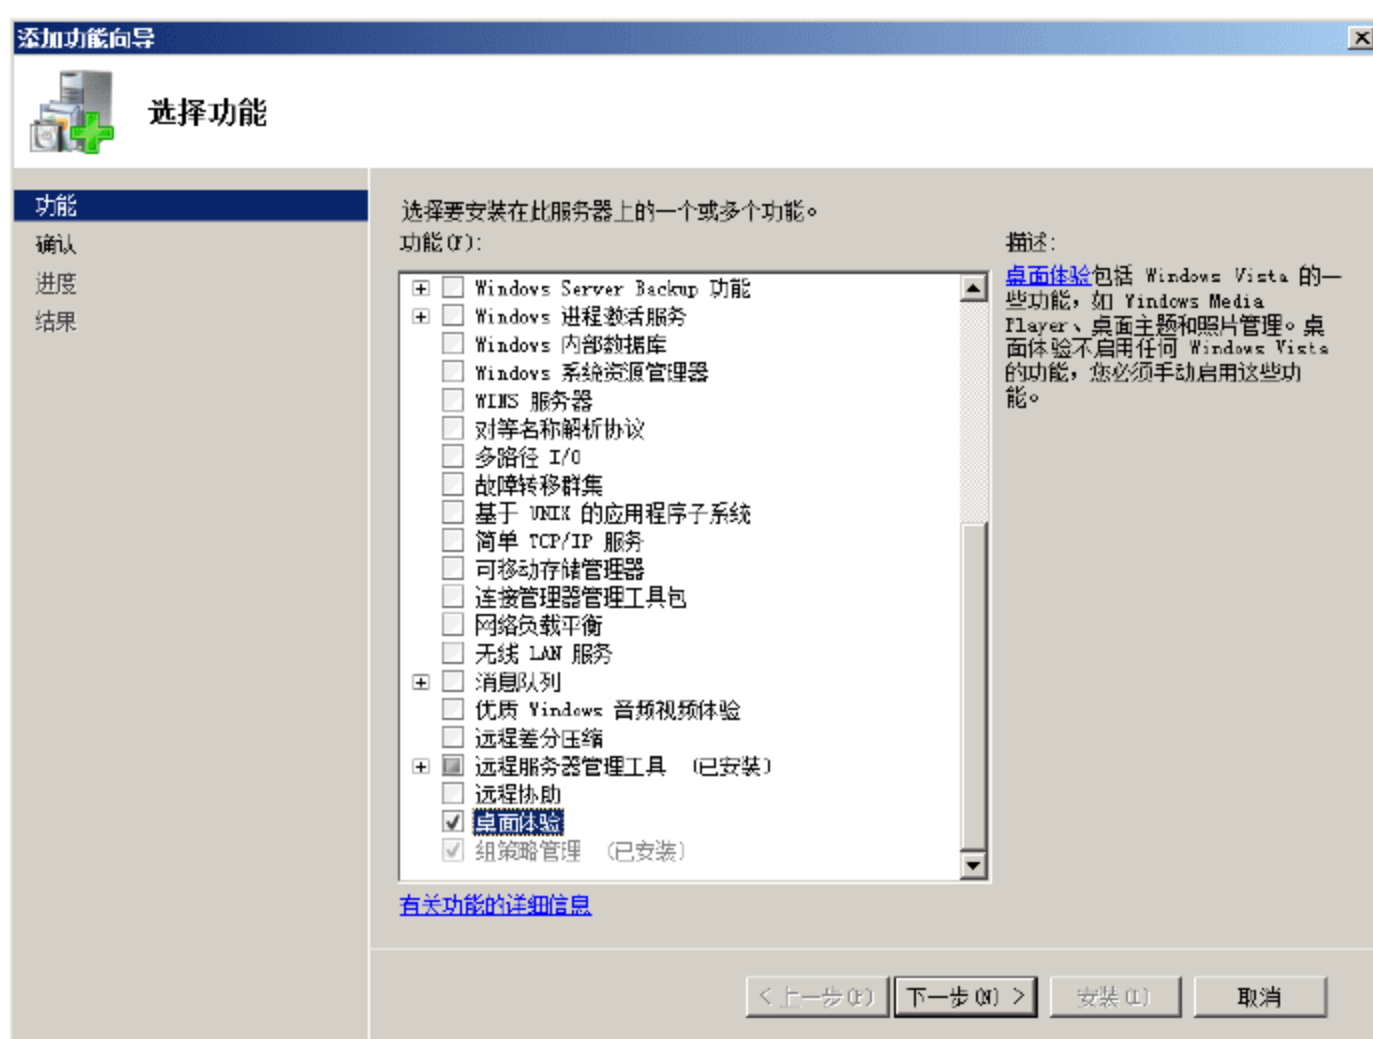 添加功能向导
选择功能
功能
确认
进度
结果
选择要安装在此服务器上的一个或多个功能。
功能(F):
Windows Server Backup 功能
Windows 进程激活服务
Windows 内部数据库
Windows 系统资源管理器
WINS 服务器
对等名称解析协议
多路径 I/O
故障转移群集
基于 UNIX 的应用程序子系统
简单 TCP/IP 服务
可移动存储管理器
连接管理器管理工具包
网络负载平衡
无线 LAN 服务
消息队列
优质 Windows 音频视频体验
远程差分压缩
远程服务器管理工具 (已安装)
远程协助
桌面体验
组策略管理 (已安装)
有关功能的详细信息
描述:
桌面体验包括 Windows Vista 的一
些功能，如 Windows Media
Player、桌面主题和照片管理。桌
面体验不启用任何 Windows Vista
的功能，您必须手动启用这些功
能。
< 上一步(P)
下一步(N) >
安装(I)
取消